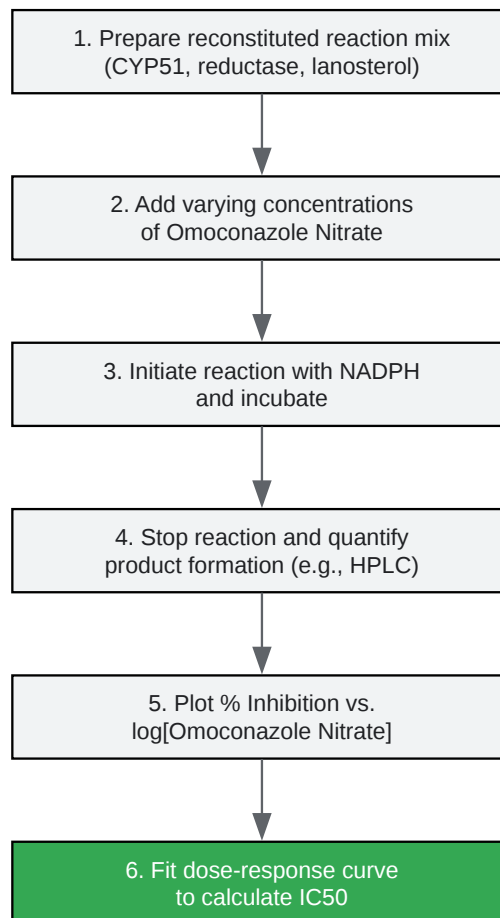 1. Prepare reconstituted reaction mix
(CYP51, reductase, lanosterol)
2. Add varying concentrations
of Omoconazole Nitrate
3. Initiate reaction with NADPH
and incubate
4. Stop reaction and quantify
product formation (e.g., HPLC)
5. Plot % Inhibition vs.
log[Omoconazole Nitrate]
6. Fit dose-response curve
to calculate IC50